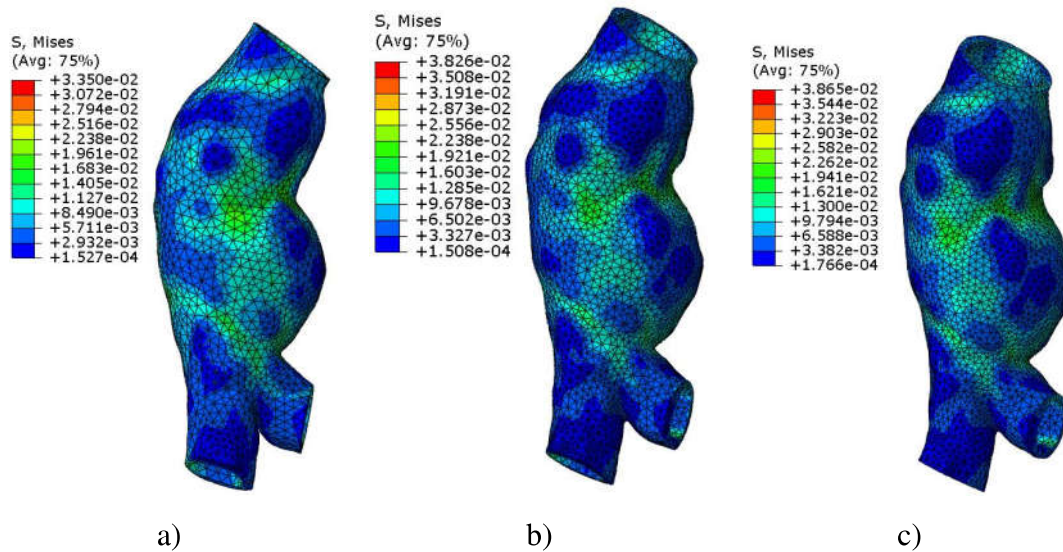 S, Mises
(Avg: 75%)
+3.350e-02
+3.072e-02
+2.794e-02
+2.516e-02
+2.238e-02
+1.961e-02
+1.683e-02
+1.405e-02
+1.127e-02
+8.490e-03
+5.711e-03
+2.932e-03
+1.527e-04
a)
S, Mises
(Avg: 75%)
+3.826e-02
+3.508e-02
+3.191e-02
+2.873e-02
+2.556e-02
+2.238e-02
+1.921e-02
+1.603e-02
+1.285e-02
+9.678e-03
+6.502e-03
+3.327e-03
+1.508e-04
b)
S, Mises
(Avg: 75%)
+3.865e-02
+3.544e-02
+3.223e-02
+2.903e-02
+2.582e-02
+2.262e-02
+1.941e-02
+1.621e-02
+1.300e-02
+9.794e-03
+6.588e-03
+3.382e-03
+1.766e-04
c)